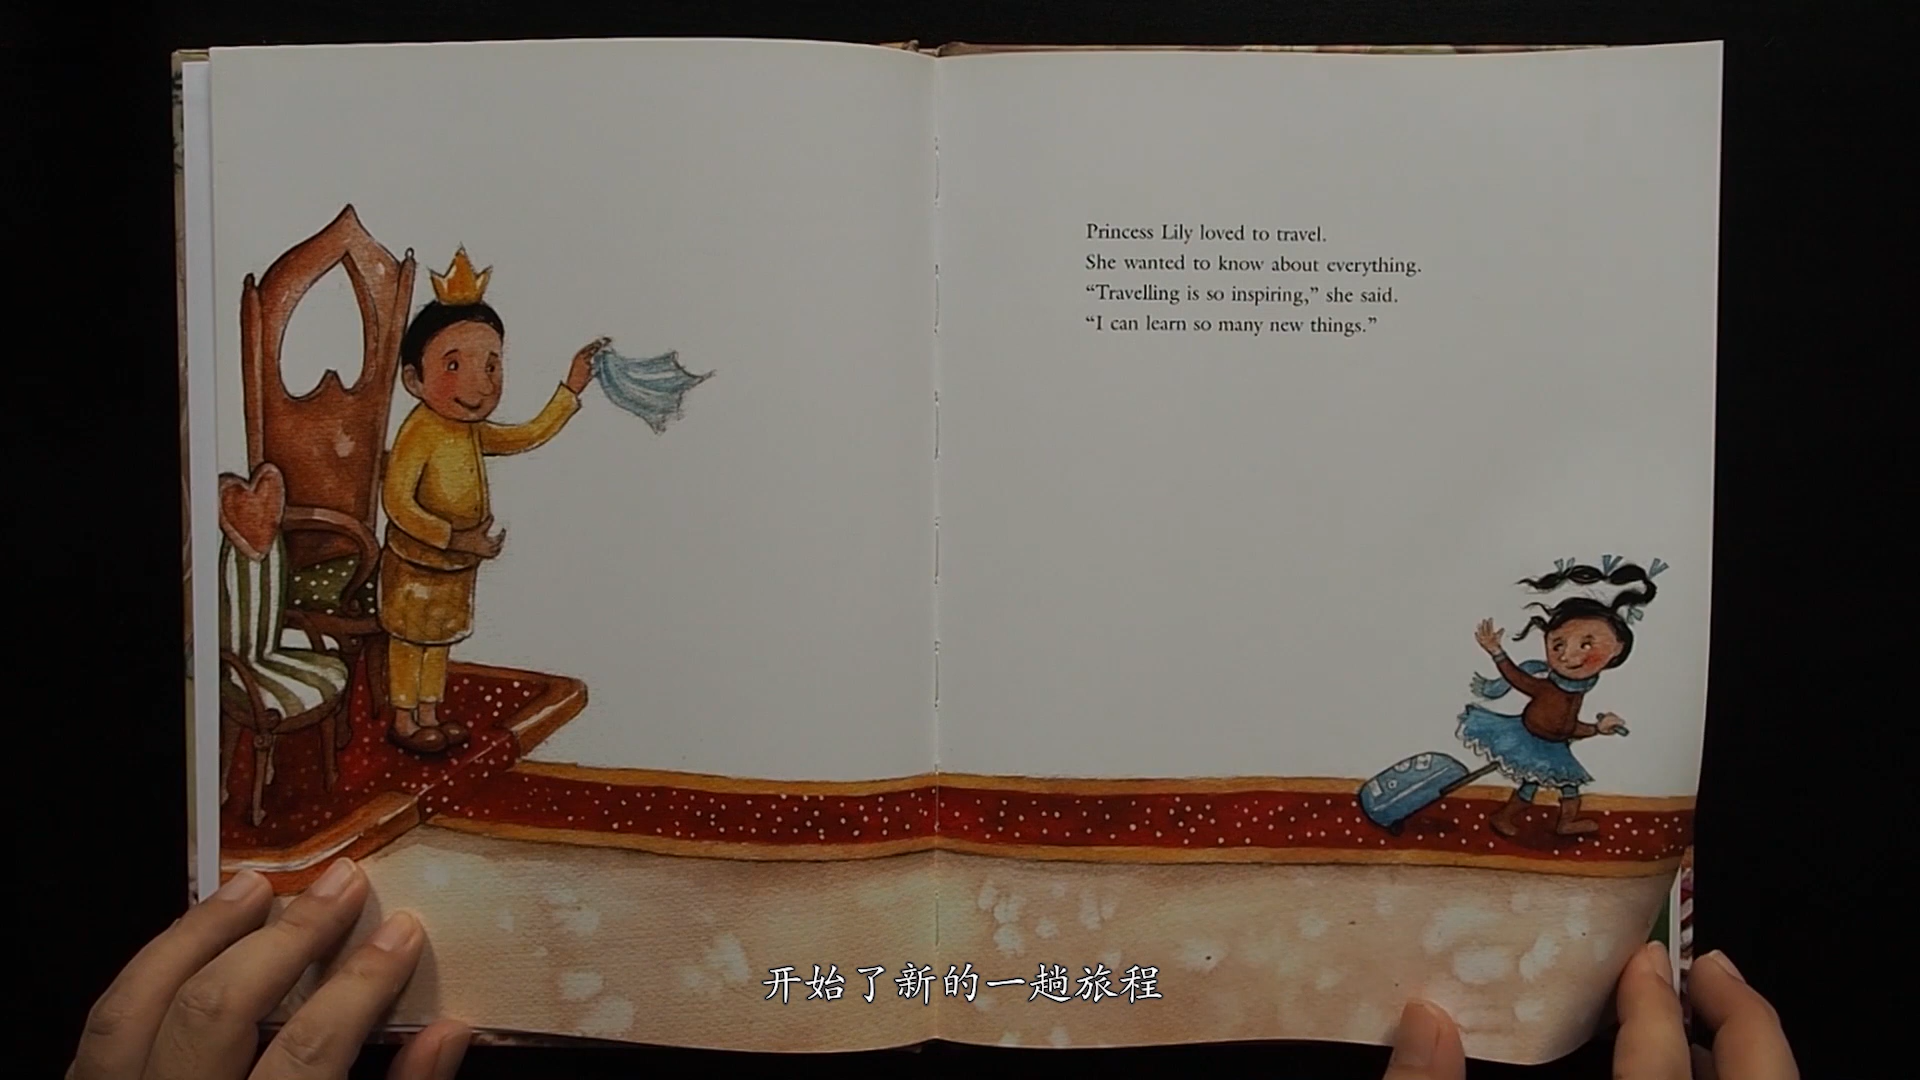 Princess Lily loved to travel.
She wanted to know about everything.
“Travelling is so inspiring,” she said.
“I can learn so many new things.”
开始了新的一趟旅程